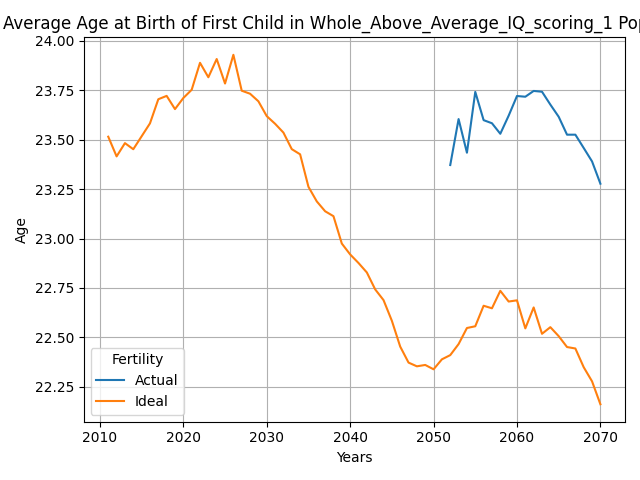 Average Age at Birth of First Child in Whole_Above_Average_IQ_scoring_1
24.00
23.75
23.50
23.25
23.00
22.75
22.50
22.25
Age
Fertility
Actual
Ideal
2010 2020 2030 2040 2050 2060 2070
Years